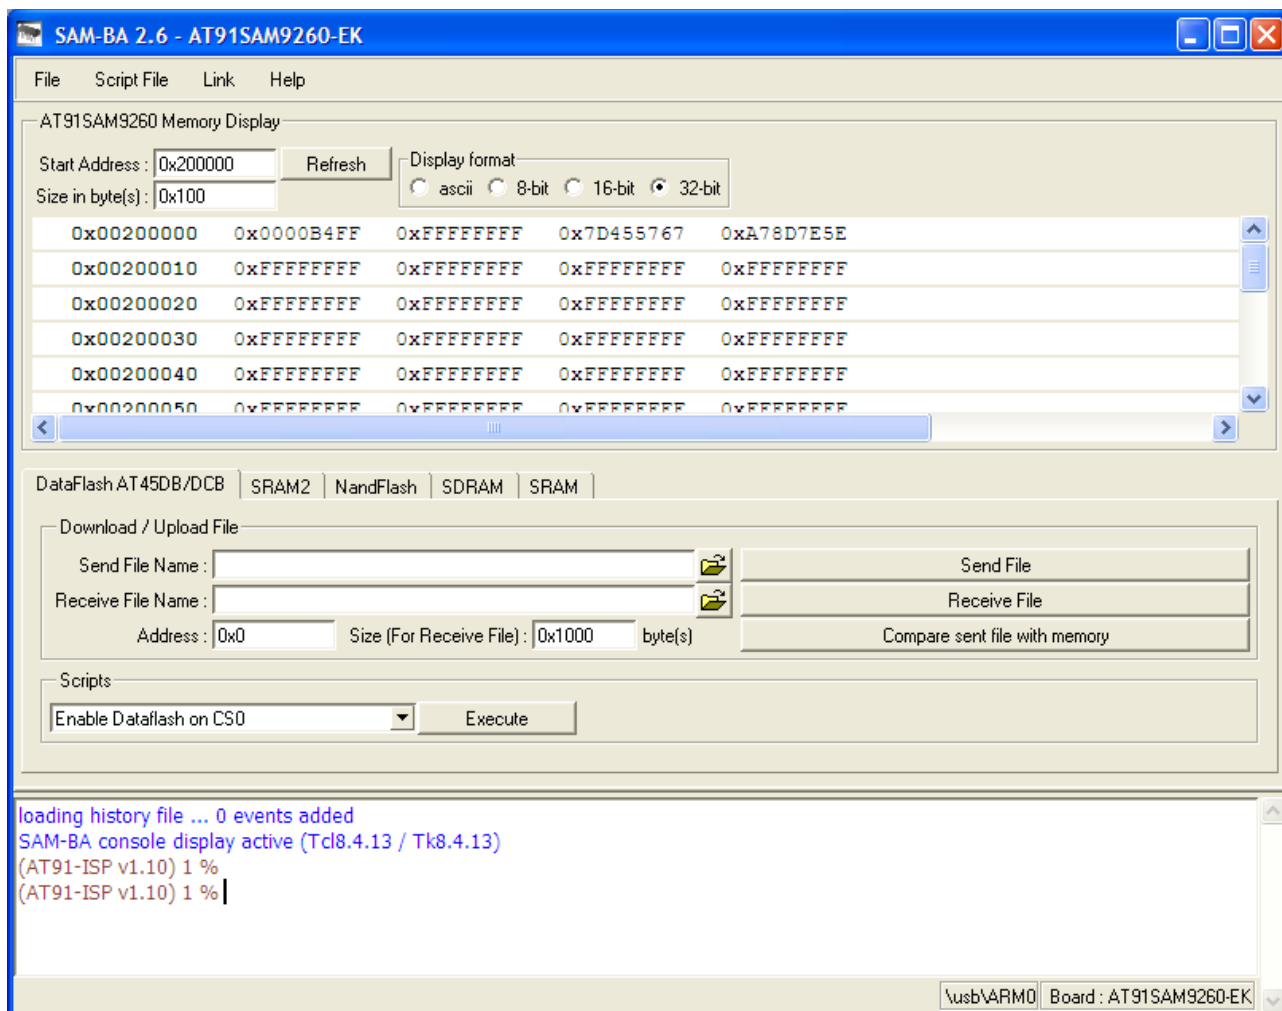 SAM-BA 2.6 - AT91SAM9260-EK
File Script File Link Help
AT91SAM9260 Memory Display
Start Address : 0x200000 Refresh
Size in byte(s) : 0x100
Display format
ascii 8-bit 16-bit 32-bit
0x00200000 0x0000B4FF 0xFFFFFFFF 0x7D455767 0xA78D7E5E
0x00200010 0xFFFFFFFF 0xFFFFFFFF 0xFFFFFFFF 0xFFFFFFFF
0x00200020 0xFFFFFFFF 0xFFFFFFFF 0xFFFFFFFF 0xFFFFFFFF
0x00200030 0xFFFFFFFF 0xFFFFFFFF 0xFFFFFFFF 0xFFFFFFFF
0x00200040 0xFFFFFFFF 0xFFFFFFFF 0xFFFFFFFF 0xFFFFFFFF
0x00200050 0xFFFFFFFF 0xFFFFFFFF 0xFFFFFFFF 0xFFFFFFFF
DataFlash AT45DB/DCB SRAM2 NandFlash SDRAM SRAM
Download / Upload File
Send File Name : Send File
Receive File Name : Receive File
Address : 0x0 Size (For Receive File) : 0x1000 byte(s) Compare sent file with memory
Scripts
Enable Dataflash on CS0 Execute
loading history file ... 0 events added
SAM-BA console display active (Tcl8.4.13 / Tk8.4.13)
(AT91-ISP v1.10) 1 %
(AT91-ISP v1.10) 1 %
\usb\ARM0 Board : AT91SAM9260-EK